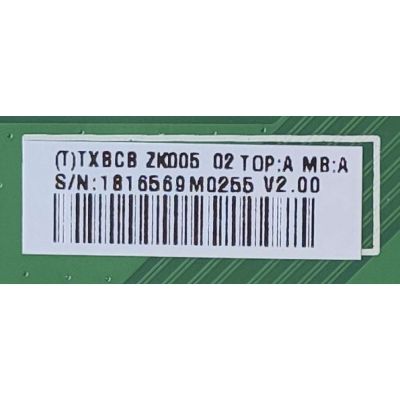 (T)TXBCB ZK005 02 TOP:A MB:A
S/N:1816569M0255 V2.00